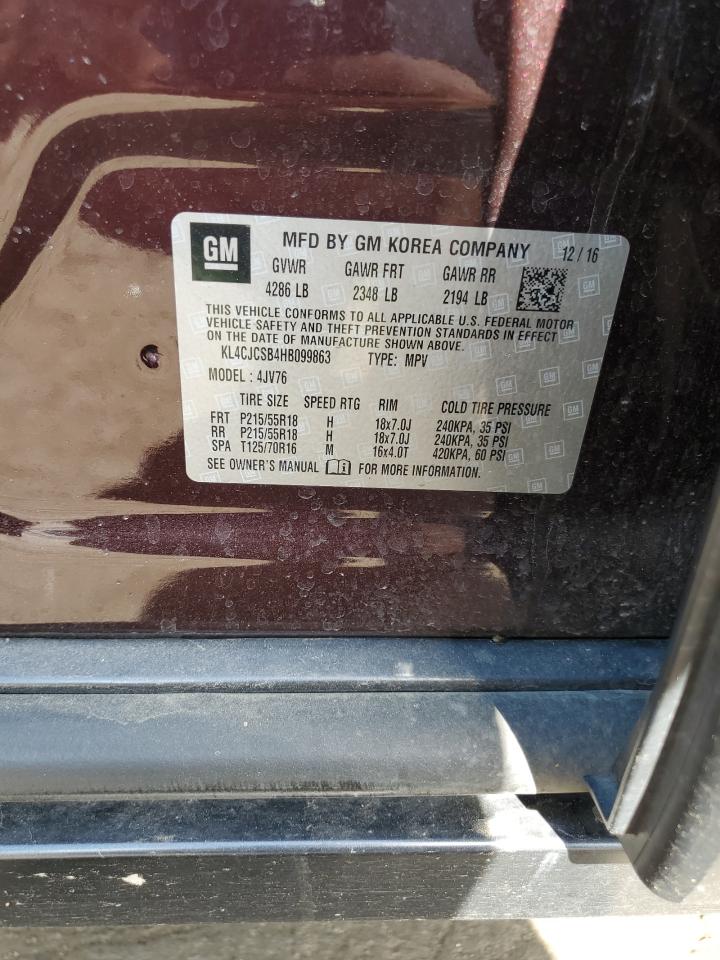 GM MFD BY GM KOREA COMPANY 12 / 16
GVWR GAWR FRT GAWR RR
4286 LB 2348 LB 2194 LB
THIS VEHICLE CONFORMS TO ALL APPLICABLE U.S. FEDERAL MOTOR
VEHICLE SAFETY AND THEFT PREVENTION STANDARDS IN EFFECT
ON THE DATE OF MANUFACTURE SHOWN ABOVE.
KL4CJCSB4HB099863 TYPE: MPV
MODEL : 4JV76
TIRE SIZE SPEED RTG RIM COLD TIRE PRESSURE
FRT P215/55R18 H 18x7.0J 240KPA, 35 PSI
RR P215/55R18 H 18x7.0J 240KPA, 35 PSI
SPA T125/70R16 M 16x4.0T 420KPA, 60 PSI
SEE OWNER'S MANUAL FOR MORE INFORMATION.